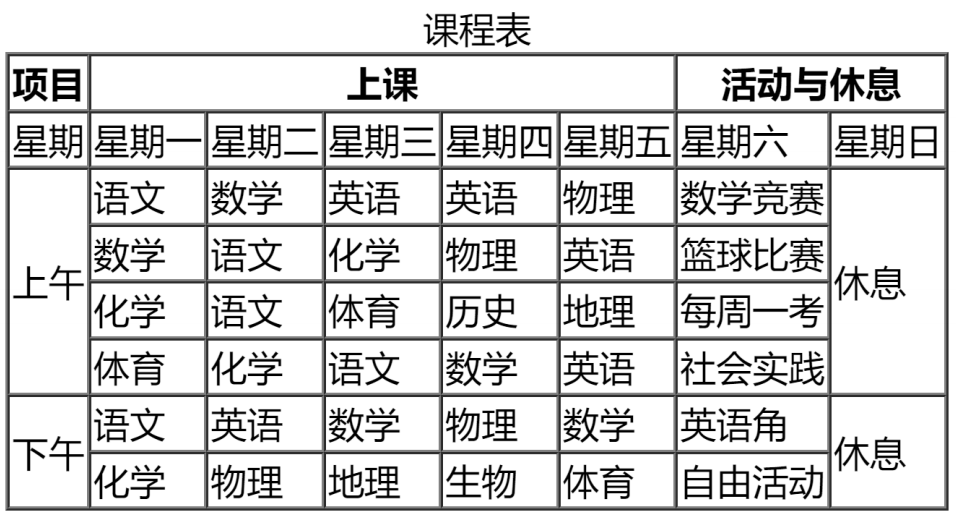 课程表
项目 上课 活动与休息
星期 星期一 星期二 星期三 星期四 星期五 星期六 星期日
上午 语文 数学 英语 英语 物理 数学竞赛 休息
数学 语文 化学 物理 英语 篮球比赛
化学 语文 体育 历史 地理 每周一考
体育 化学 语文 数学 英语 社会实践
下午 语文 英语 数学 物理 数学 英语角 休息
化学 物理 地理 生物 体育 自由活动